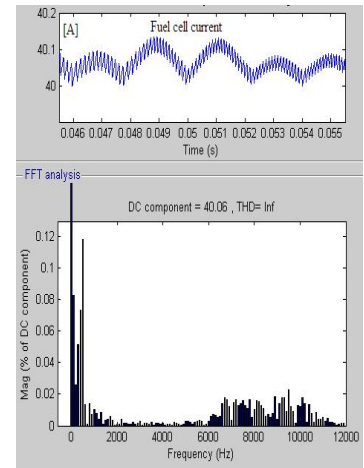 40.2
[A]
Fuel cell current
40.1
40
0.046 0.047 0.048 0.049 0.05 0.051 0.052 0.053 0.054 0.055
Time (s)
FFT analysis
DC component = 40.06 , THD= Inf
0.12
0.1
0.08
0.06
0.04
0.02
0
Mag (% of DC component)
0 2000 4000 6000 8000 10000 12000
Frequency (Hz)